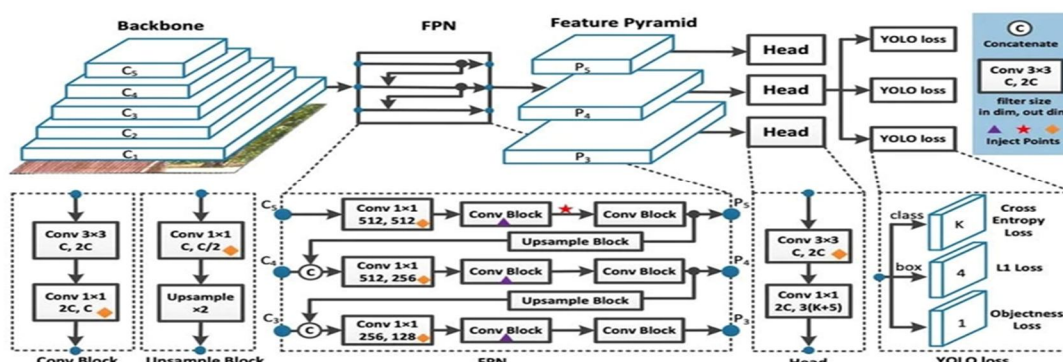 Backbone
FPN
Feature Pyramid
C5
C4
C3
C2
C1
P5
P4
P3
Head
Head
Head
YOLO loss
YOLO loss
YOLO loss
C
Concatenate
Conv 3×3
C, 2C
filter size
in dim, out dim
Inject Points
Conv 3×3
C, 2C
Conv 1×1
2C, C
Conv Block
Conv 1×1
C, C/2
Upsample
×2
Upsample Block
C5
Conv 1×1
512, 512
Conv Block
Conv Block
P5
Upsample Block
C4
C
Conv 1×1
512, 256
Conv Block
Conv Block
P4
Upsample Block
C3
C
Conv 1×1
256, 128
Conv Block
Conv Block
P3
FPN
Conv 3×3
C, 2C
Conv 1×1
2C, 3(K+5)
Head
class
K
Cross
Entropy
Loss
box
4
L1 Loss
1
Objectness
Loss
YOLO loss